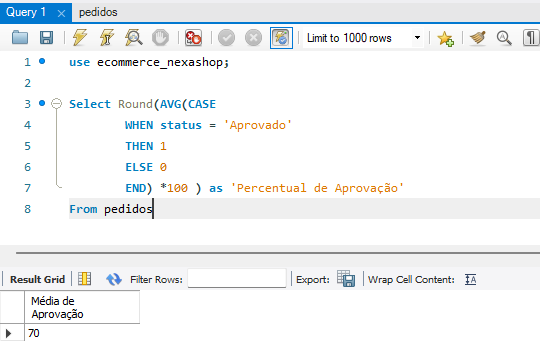 Query 1 pedidos
Limit to 1000 rows
1 use ecommerce_nexashop;
2
3 Select Round(AVG(CASE
4 WHEN status = 'Aprovado'
5 THEN 1
6 ELSE 0
7 END) *100 ) as 'Percentual de Aprovação'
8 From pedidos
Result Grid Filter Rows: Export: Wrap Cell Content: IA
Média de
Aprovação
70